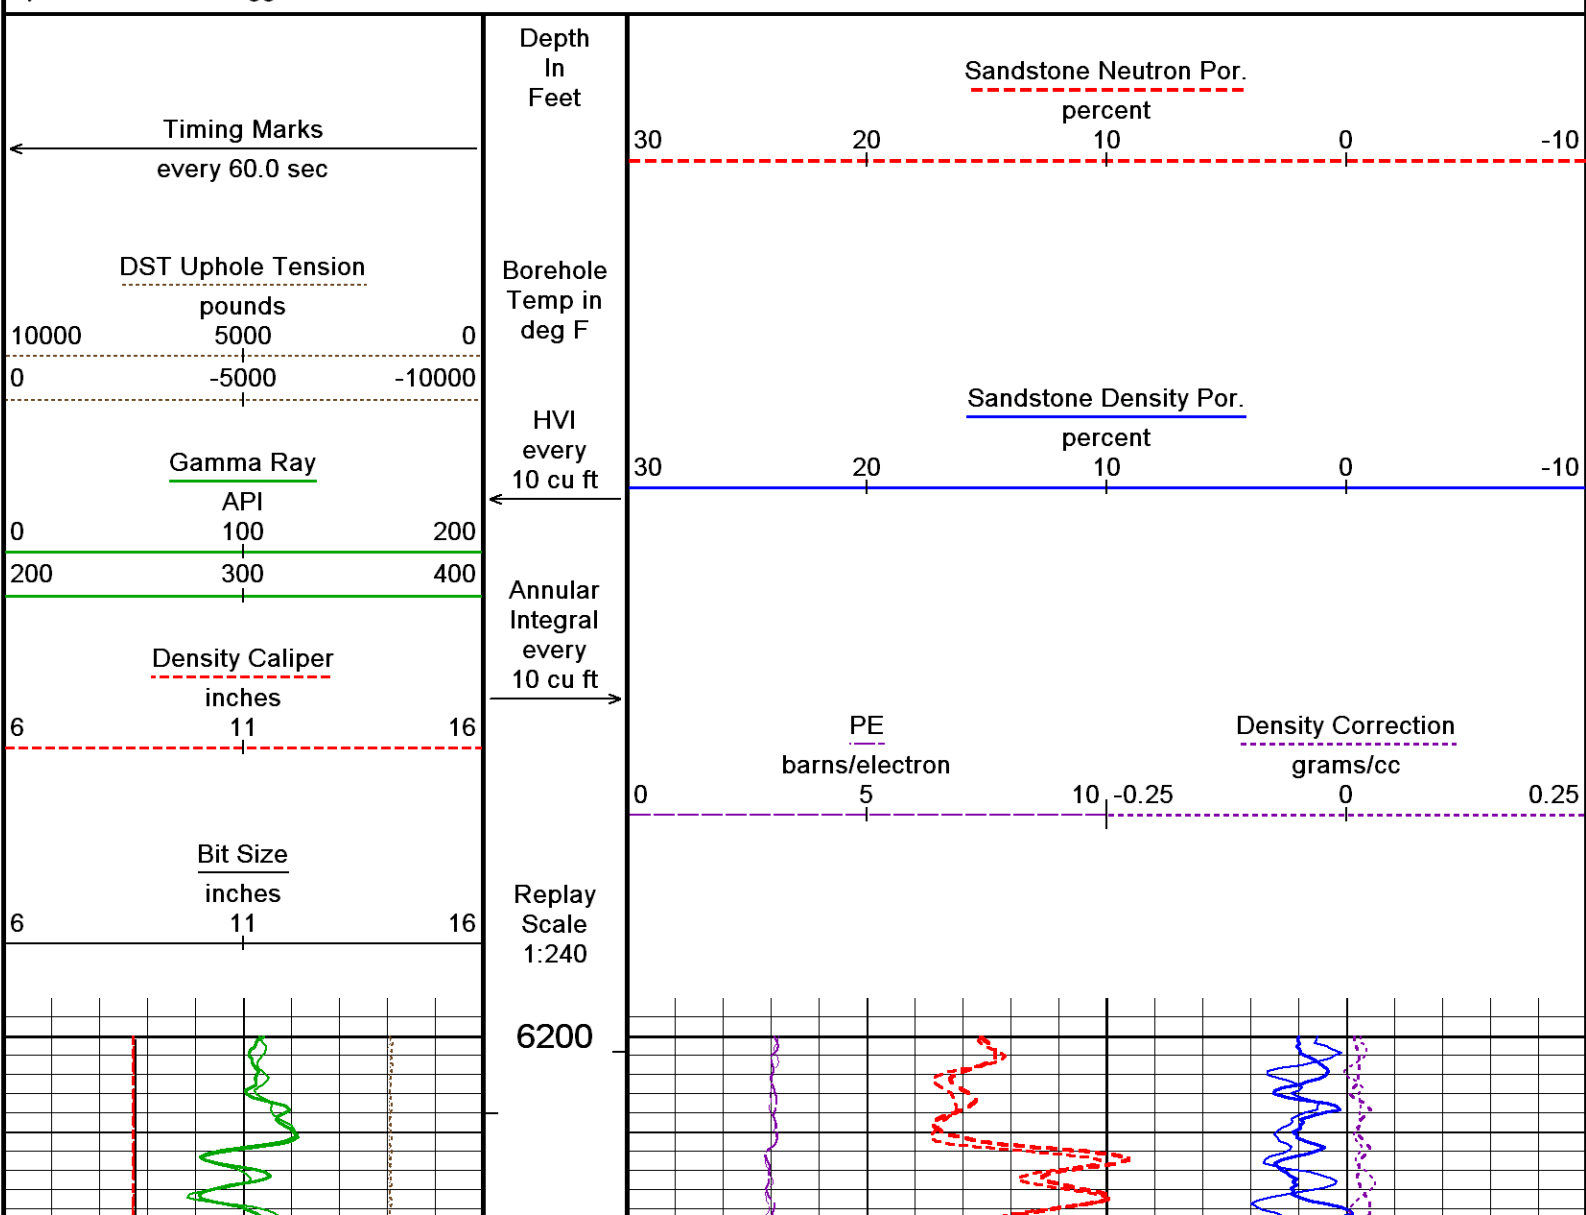 Timing Marks
every 60.0 sec
DST Uphole Tension
pounds
10000 5000 0
0 -5000 -10000
Gamma Ray
API
0 100 200
200 300 400
Density Caliper
inches
6 11 16
Bit Size
inches
6 11 16
Depth
In
Feet
Borehole
Temp in
deg F
HVI
every
10 cu ft
Annular
Integral
every
10 cu ft
Replay
Scale
1:240
6200
Sandstone Neutron Por.
percent
30 20 10 0 -10
Sandstone Density Por.
percent
30 20 10 0 -10
PE
barns/electron
0 5 10
Density Correction
grams/cc
-0.25 0 0.25